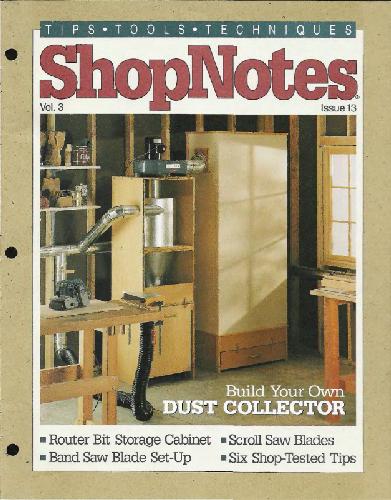 TIPS • TOOLS • TECHNIQUES
ShopNotes®
Vol. 3 Issue 13
Build Your Own
DUST COLLECTOR
■ Router Bit Storage Cabinet ■ Scroll Saw Blades
■ Band Saw Blade Set-Up ■ Six Shop-Tested Tips